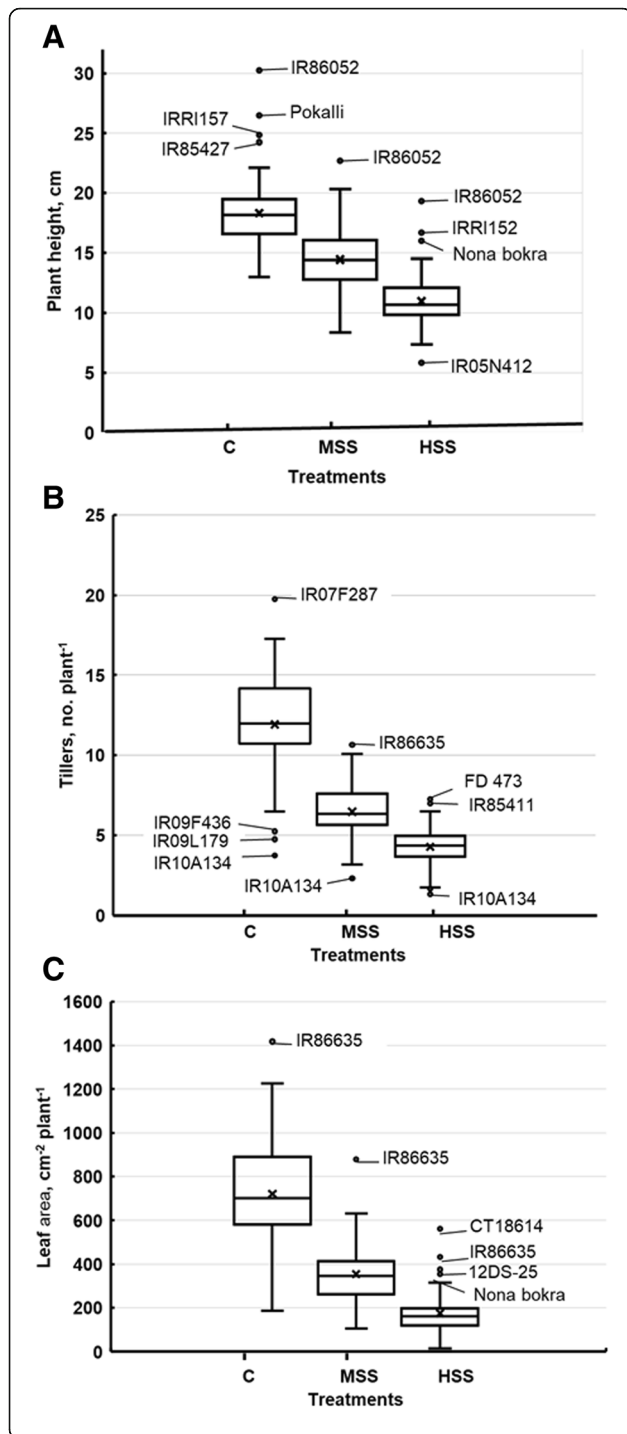 A
Plant height, cm
30
25
20
15
10
5
0
IR86052
Pokalli
IRRI157
IR85427
IR86052
IR86052
IRRI152
Nona bokra
IR05N412
C MSS HSS
Treatments
B
Tillers, no. plant-1
25
20
15
10
5
0
IR07F287
IR86635
FD 473
IR85411
IR09F436
IR09L179
IR10A134
IR10A134
IR10A134
C MSS HSS
Treatments
C
Leaf area, cm-2 plant-1
1600
1400
1200
1000
800
600
400
200
0
IR86635
IR86635
CT18614
IR86635
12DS-25
Nona bokra
C MSS HSS
Treatments